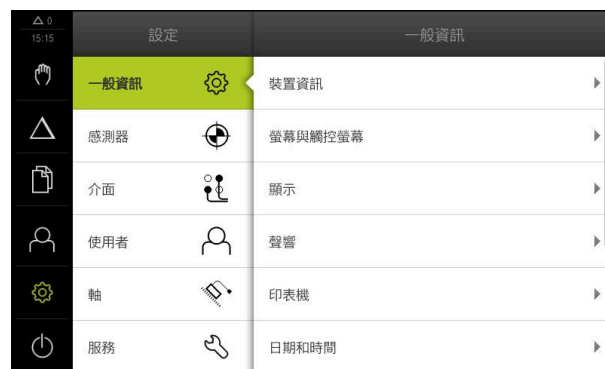 0
15:15
設定
一般資訊
一般資訊
感測器
介面
使用者
軸
服務
裝置資訊
螢幕與觸控螢幕
顯示
聲響
印表機
日期和時間